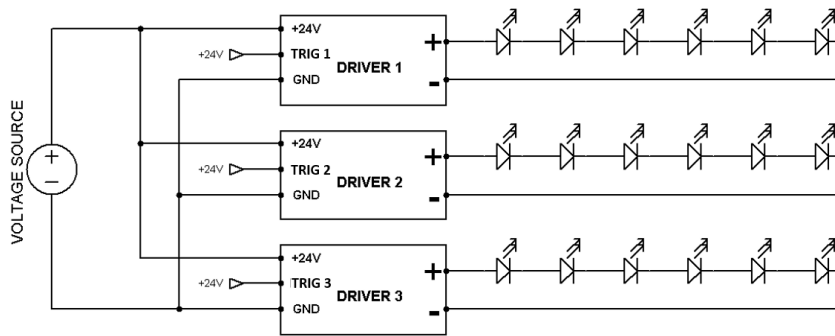 VOLTAGE SOURCE
+
−
+24V
+24V
TRIG 1
DRIVER 1
GND
+
-
+24V
+24V
TRIG 2
DRIVER 2
GND
+
-
+24V
+24V
TRIG 3
DRIVER 3
GND
+
-